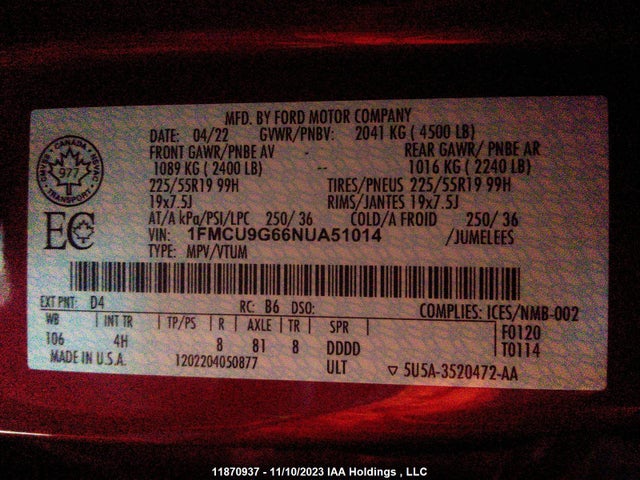 MFD. BY FORD MOTOR COMPANY
DATE: 04/22 GVWR/PNBV: 2041 KG ( 4500 LB)
FRONT GAWR/PNBE AV - REAR GAWR/ PNBE AR
1089 KG ( 2400 LB) -- 1016 KG ( 2240 LB)
225/55R19 99H TIRES/PNEUS 225/55R19 99H
19x7.5J RIMS/JANTES 19x7.5J
AT/A kPa/PSI/LPC 250/ 36 COLD/A FROID 250/ 36
VIN: 1FMCU9G66NUA51014 /JUMELEES
TYPE: MPV/VTUM
CANADA
977
TRANSPORT
EC
EXT PNT: D4 RC: B6 DSO: COMPLIES: ICES/NMB-002
WB INT TR TP/PS R AXLE TR SPR F0120
106 4H 8 81 8 DDDD T0114
MADE IN U.S.A. 1202204050877 ULT ▽ 5U5A-3520472-AA
11870937 - 11/10/2023 IAA Holdings , LLC